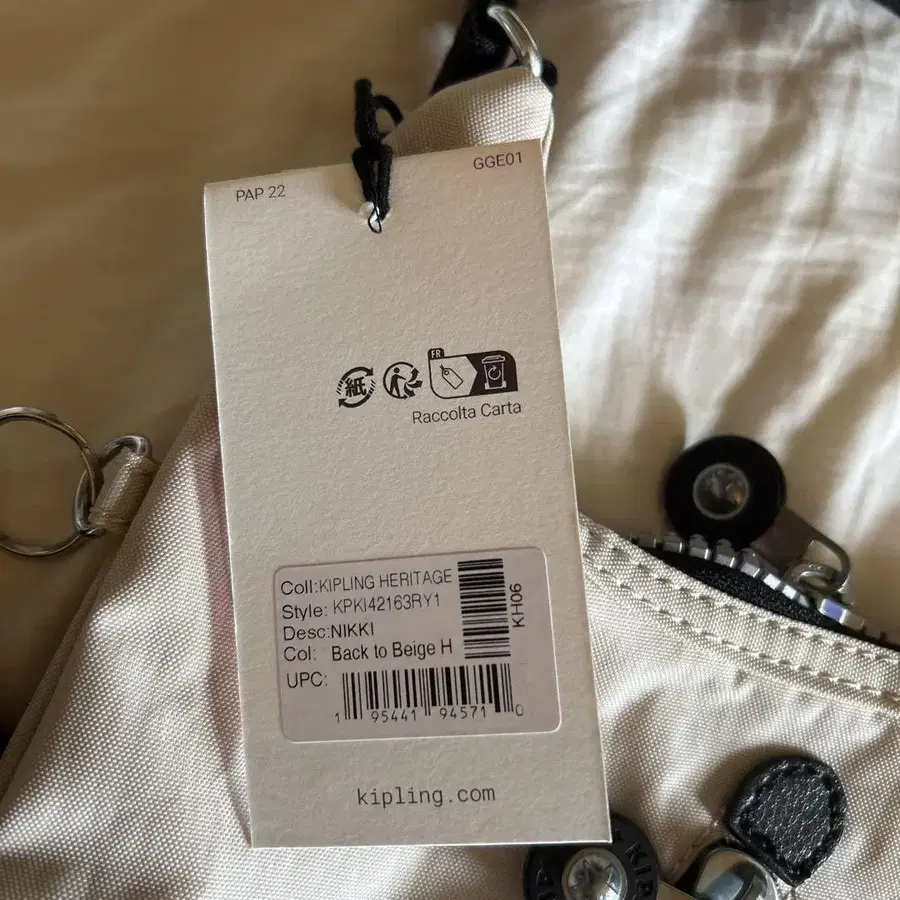 PAP 22
GGE01
紙
FR
Raccolta Carta
Coll:KIPLING HERITAGE
Style: KPKI42163RY1
Desc:NIKKI
Col: Back to Beige H
KH06
UPC:
1 95441 94571 0
kipling.com
KIP